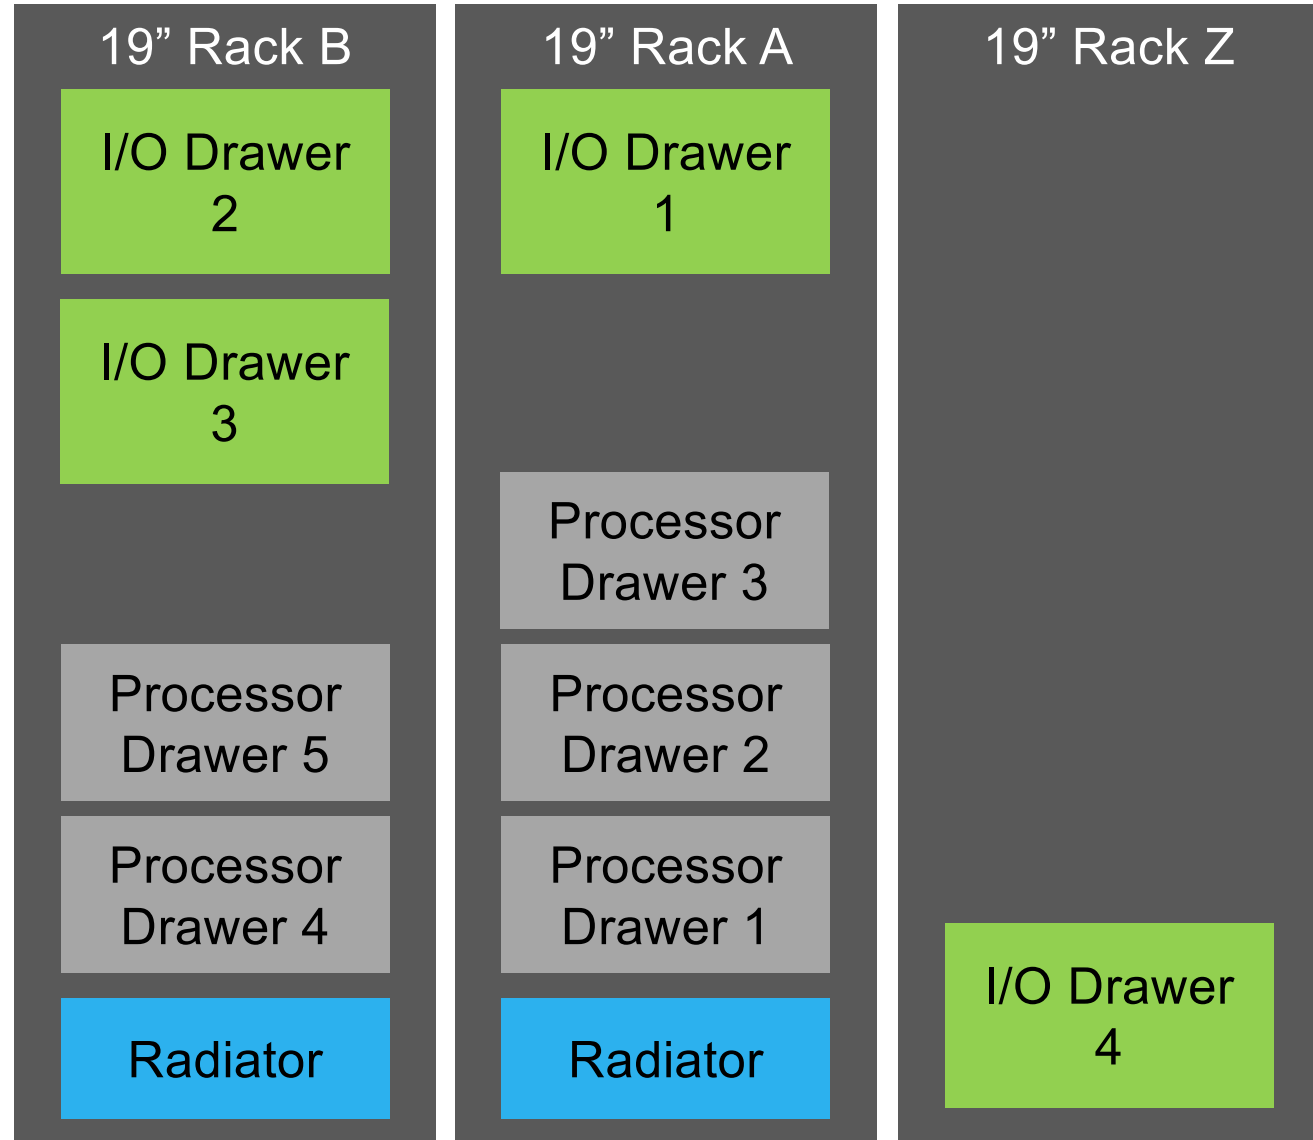 19” Rack B
I/O Drawer
2
I/O Drawer
3
Processor
Drawer 5
Processor
Drawer 4
Radiator
19” Rack A
I/O Drawer
1
Processor
Drawer 3
Processor
Drawer 2
Processor
Drawer 1
Radiator
19” Rack Z
I/O Drawer
4